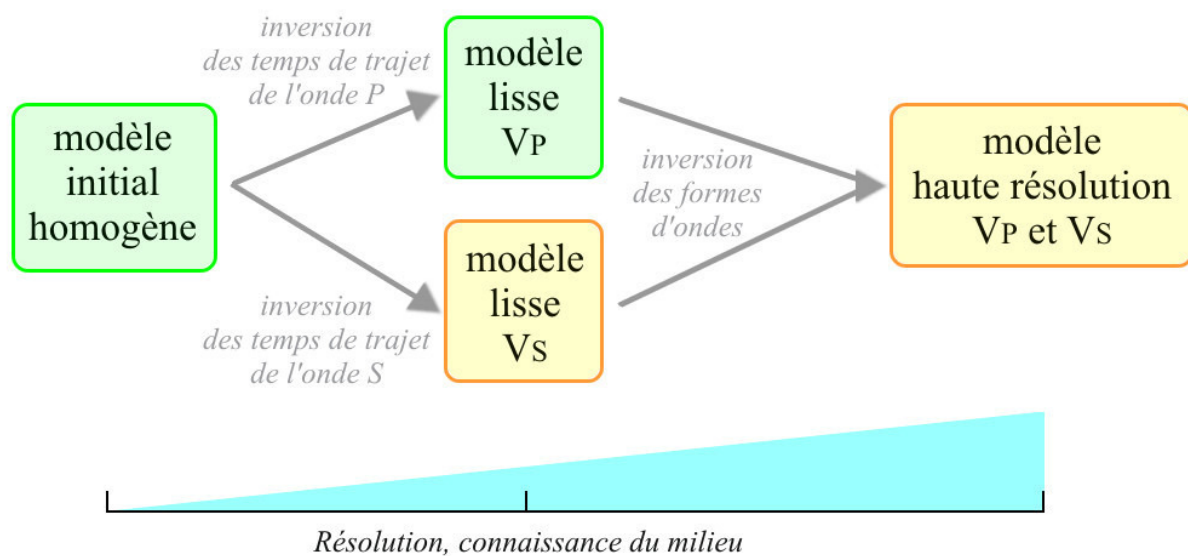 inversion
des temps de trajet
de l'onde P
modèle
lisse
VP
modèle
initial
homogène
inversion
des formes
d'ondes
modèle
haute résolution
VP et VS
modèle
lisse
VS
inversion
des temps de trajet
de l'onde S
Résolution, connaissance du milieu